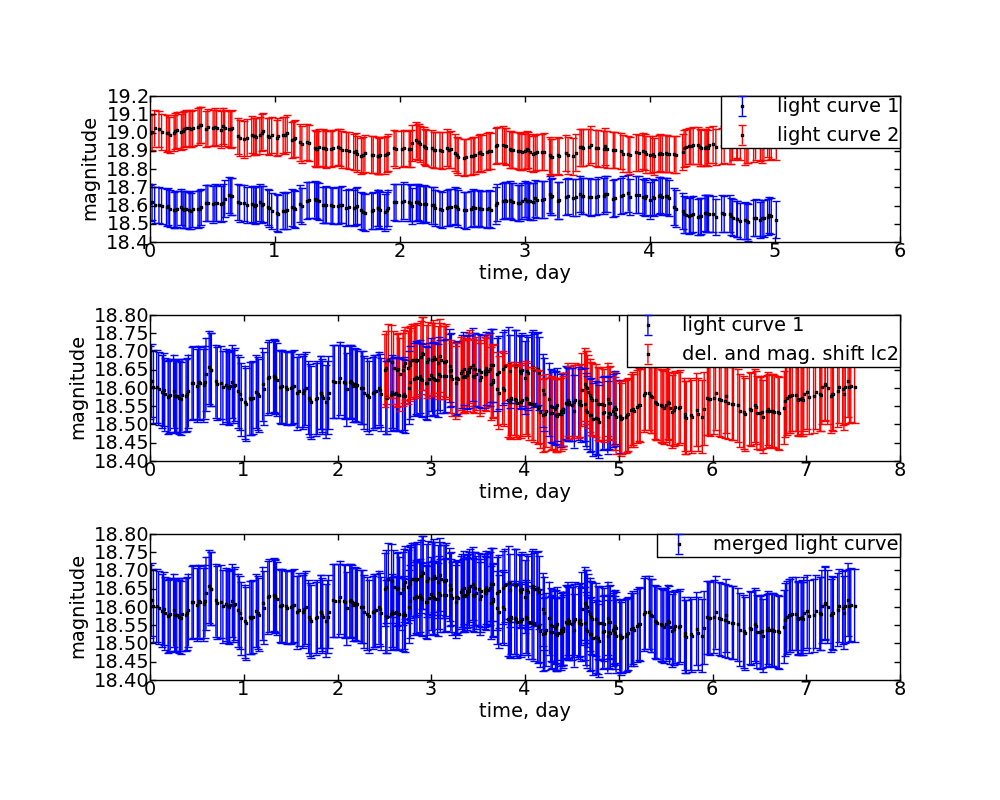 19.2
19.1
19.0
18.9
18.8
18.7
18.6
18.5
18.4
magnitude
light curve 1
light curve 2
0 1 2 3 4 5 6
time, day
18.80
18.75
18.70
18.65
18.60
18.55
18.50
18.45
18.40
magnitude
light curve 1
del. and mag. shift lc2
0 1 2 3 4 5 6 7 8
time, day
18.80
18.75
18.70
18.65
18.60
18.55
18.50
18.45
18.40
magnitude
merged light curve
0 1 2 3 4 5 6 7 8
time, day